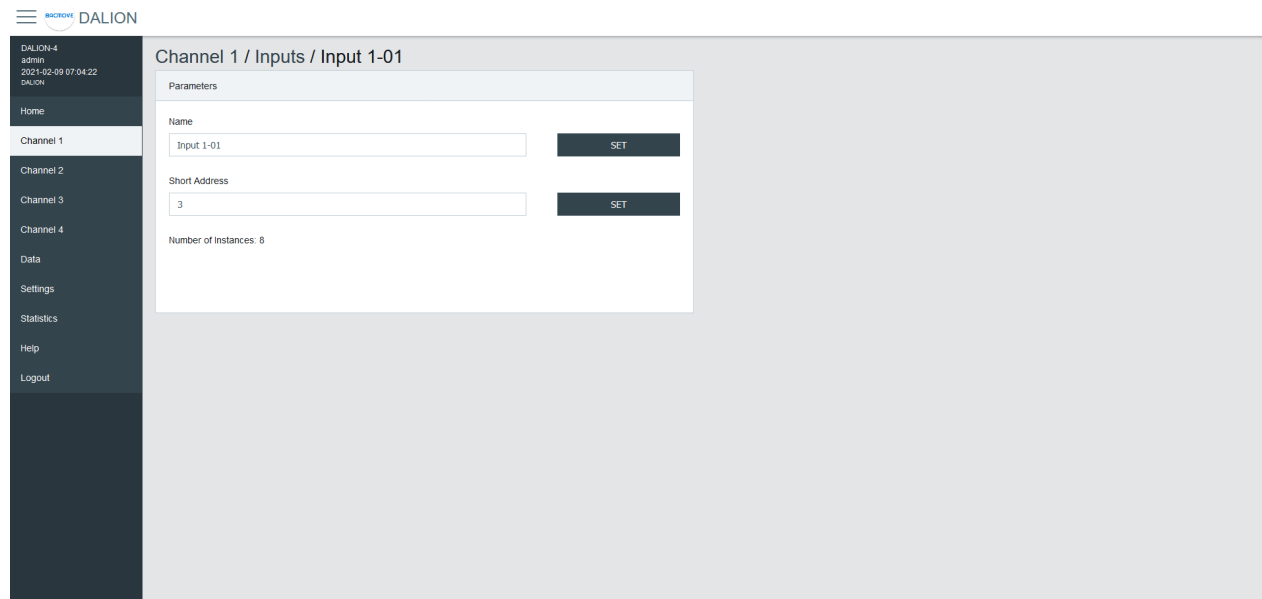 BACMOVE DALION
DALION-4
admin
2021-02-09 07:04:22
DALION
Home
Channel 1
Channel 2
Channel 3
Channel 4
Data
Settings
Statistics
Help
Logout
Channel 1 / Inputs / Input 1-01
Parameters
Name
Input 1-01 SET
Short Address
3 SET
Number of Instances: 8